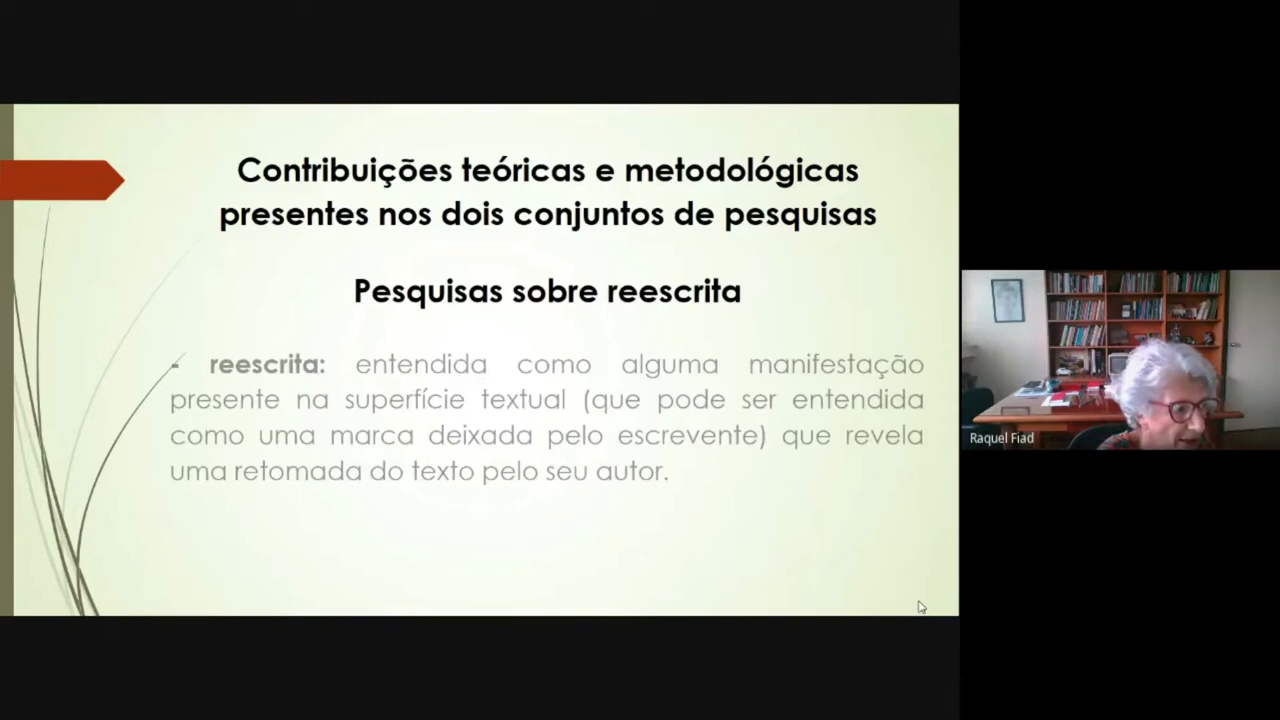 Contribuições teóricas e metodológicas
presentes nos dois conjuntos de pesquisas
Pesquisas sobre reescrita
- reescrita: entendida como alguma manifestação
presente na superfície textual (que pode ser entendida
como uma marca deixada pelo escrevente) que revela
uma retomada do texto pelo seu autor.
Raquel Fiad